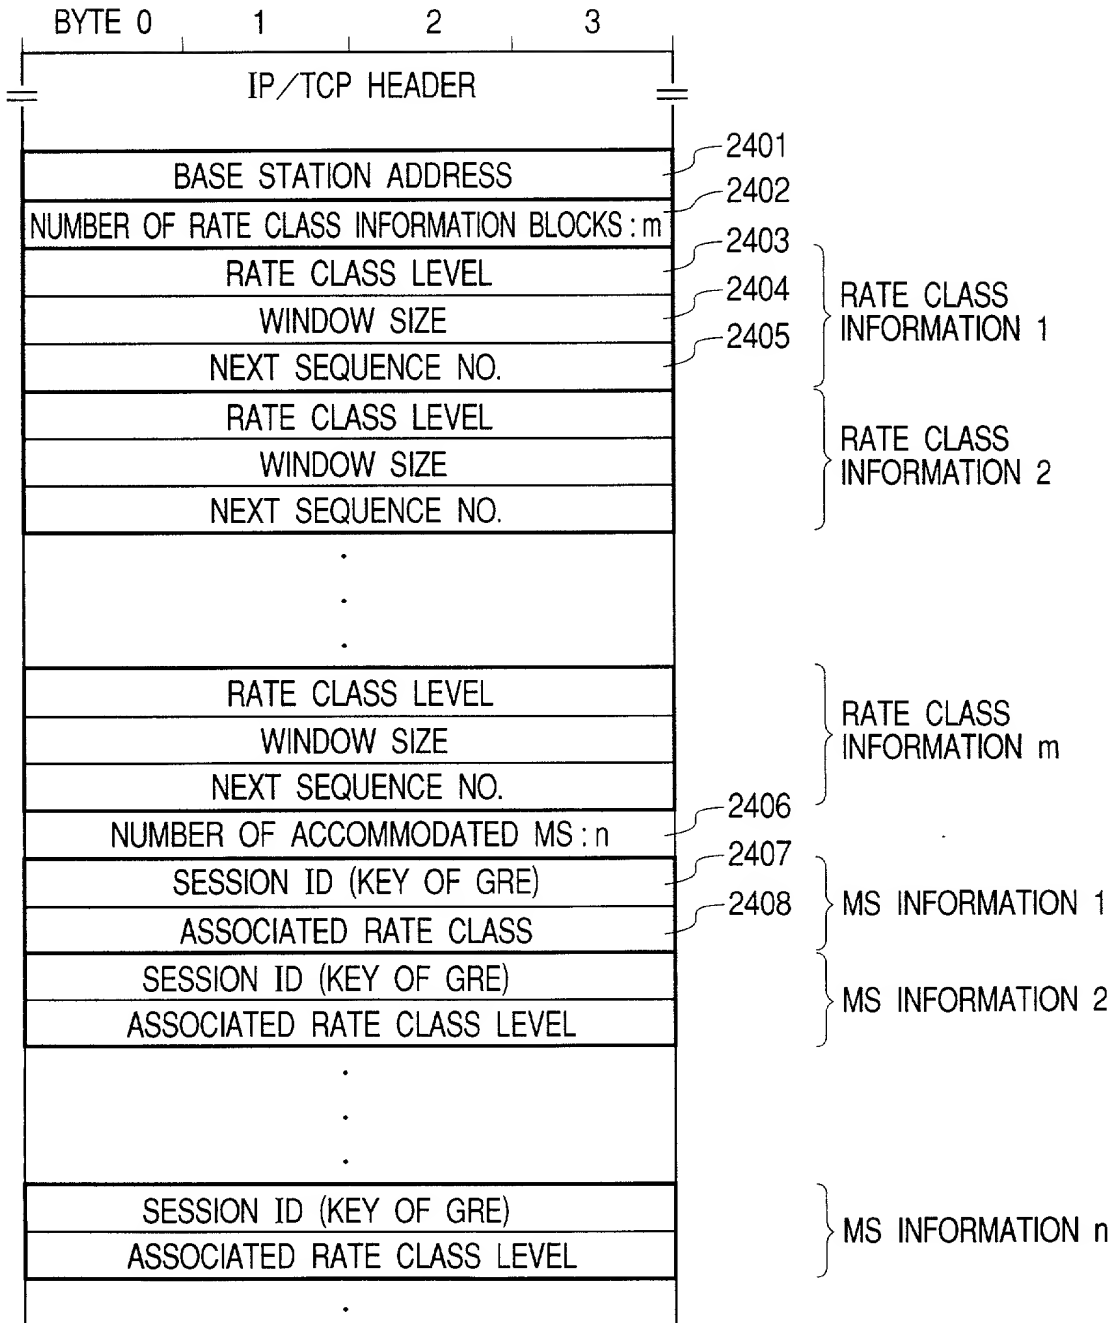 BYTE 0 1 2 3
IP/TCP HEADER
2401
BASE STATION ADDRESS
2402
NUMBER OF RATE CLASS INFORMATION BLOCKS : m
2403
RATE CLASS LEVEL
2404
WINDOW SIZE
2405
NEXT SEQUENCE NO.
RATE CLASS
INFORMATION 1
RATE CLASS LEVEL
WINDOW SIZE
NEXT SEQUENCE NO.
RATE CLASS
INFORMATION 2
RATE CLASS LEVEL
WINDOW SIZE
NEXT SEQUENCE NO.
RATE CLASS
INFORMATION m
2406
NUMBER OF ACCOMMODATED MS : n
2407
SESSION ID (KEY OF GRE)
2408
ASSOCIATED RATE CLASS
MS INFORMATION 1
SESSION ID (KEY OF GRE)
ASSOCIATED RATE CLASS LEVEL
MS INFORMATION 2
SESSION ID (KEY OF GRE)
ASSOCIATED RATE CLASS LEVEL
MS INFORMATION n